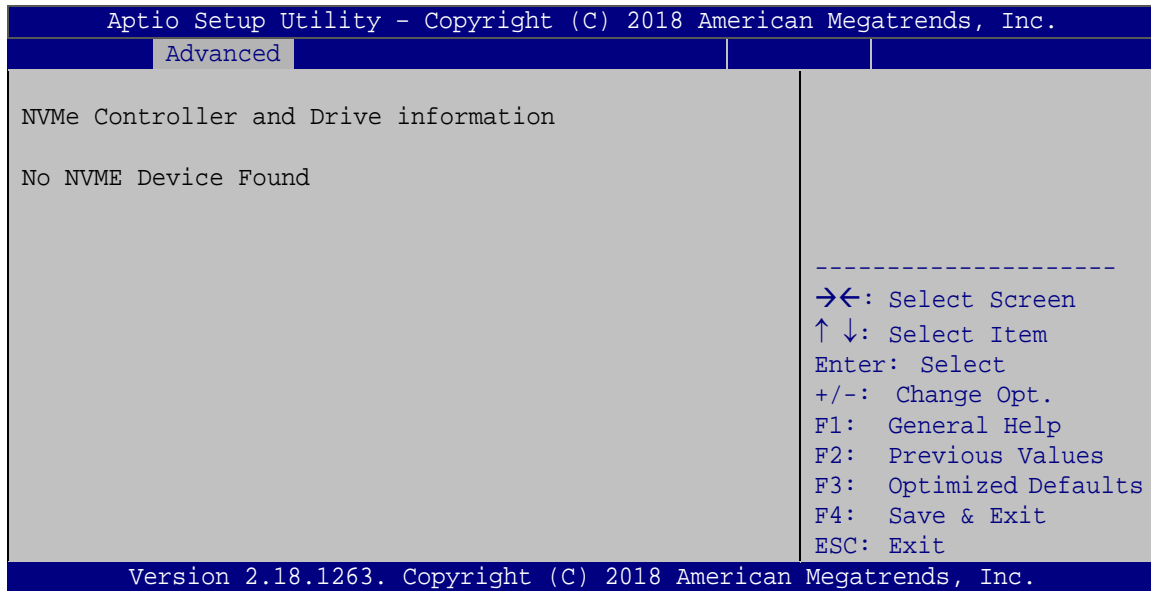 Aptio Setup Utility – Copyright (C) 2018 American Megatrends, Inc.
Advanced
NVMe Controller and Drive information
No NVME Device Found
---------------------
→←: Select Screen
↑ ↓: Select Item
Enter: Select
+/-: Change Opt.
F1: General Help
F2: Previous Values
F3: Optimized Defaults
F4: Save & Exit
ESC: Exit
Version 2.18.1263. Copyright (C) 2018 American Megatrends, Inc.